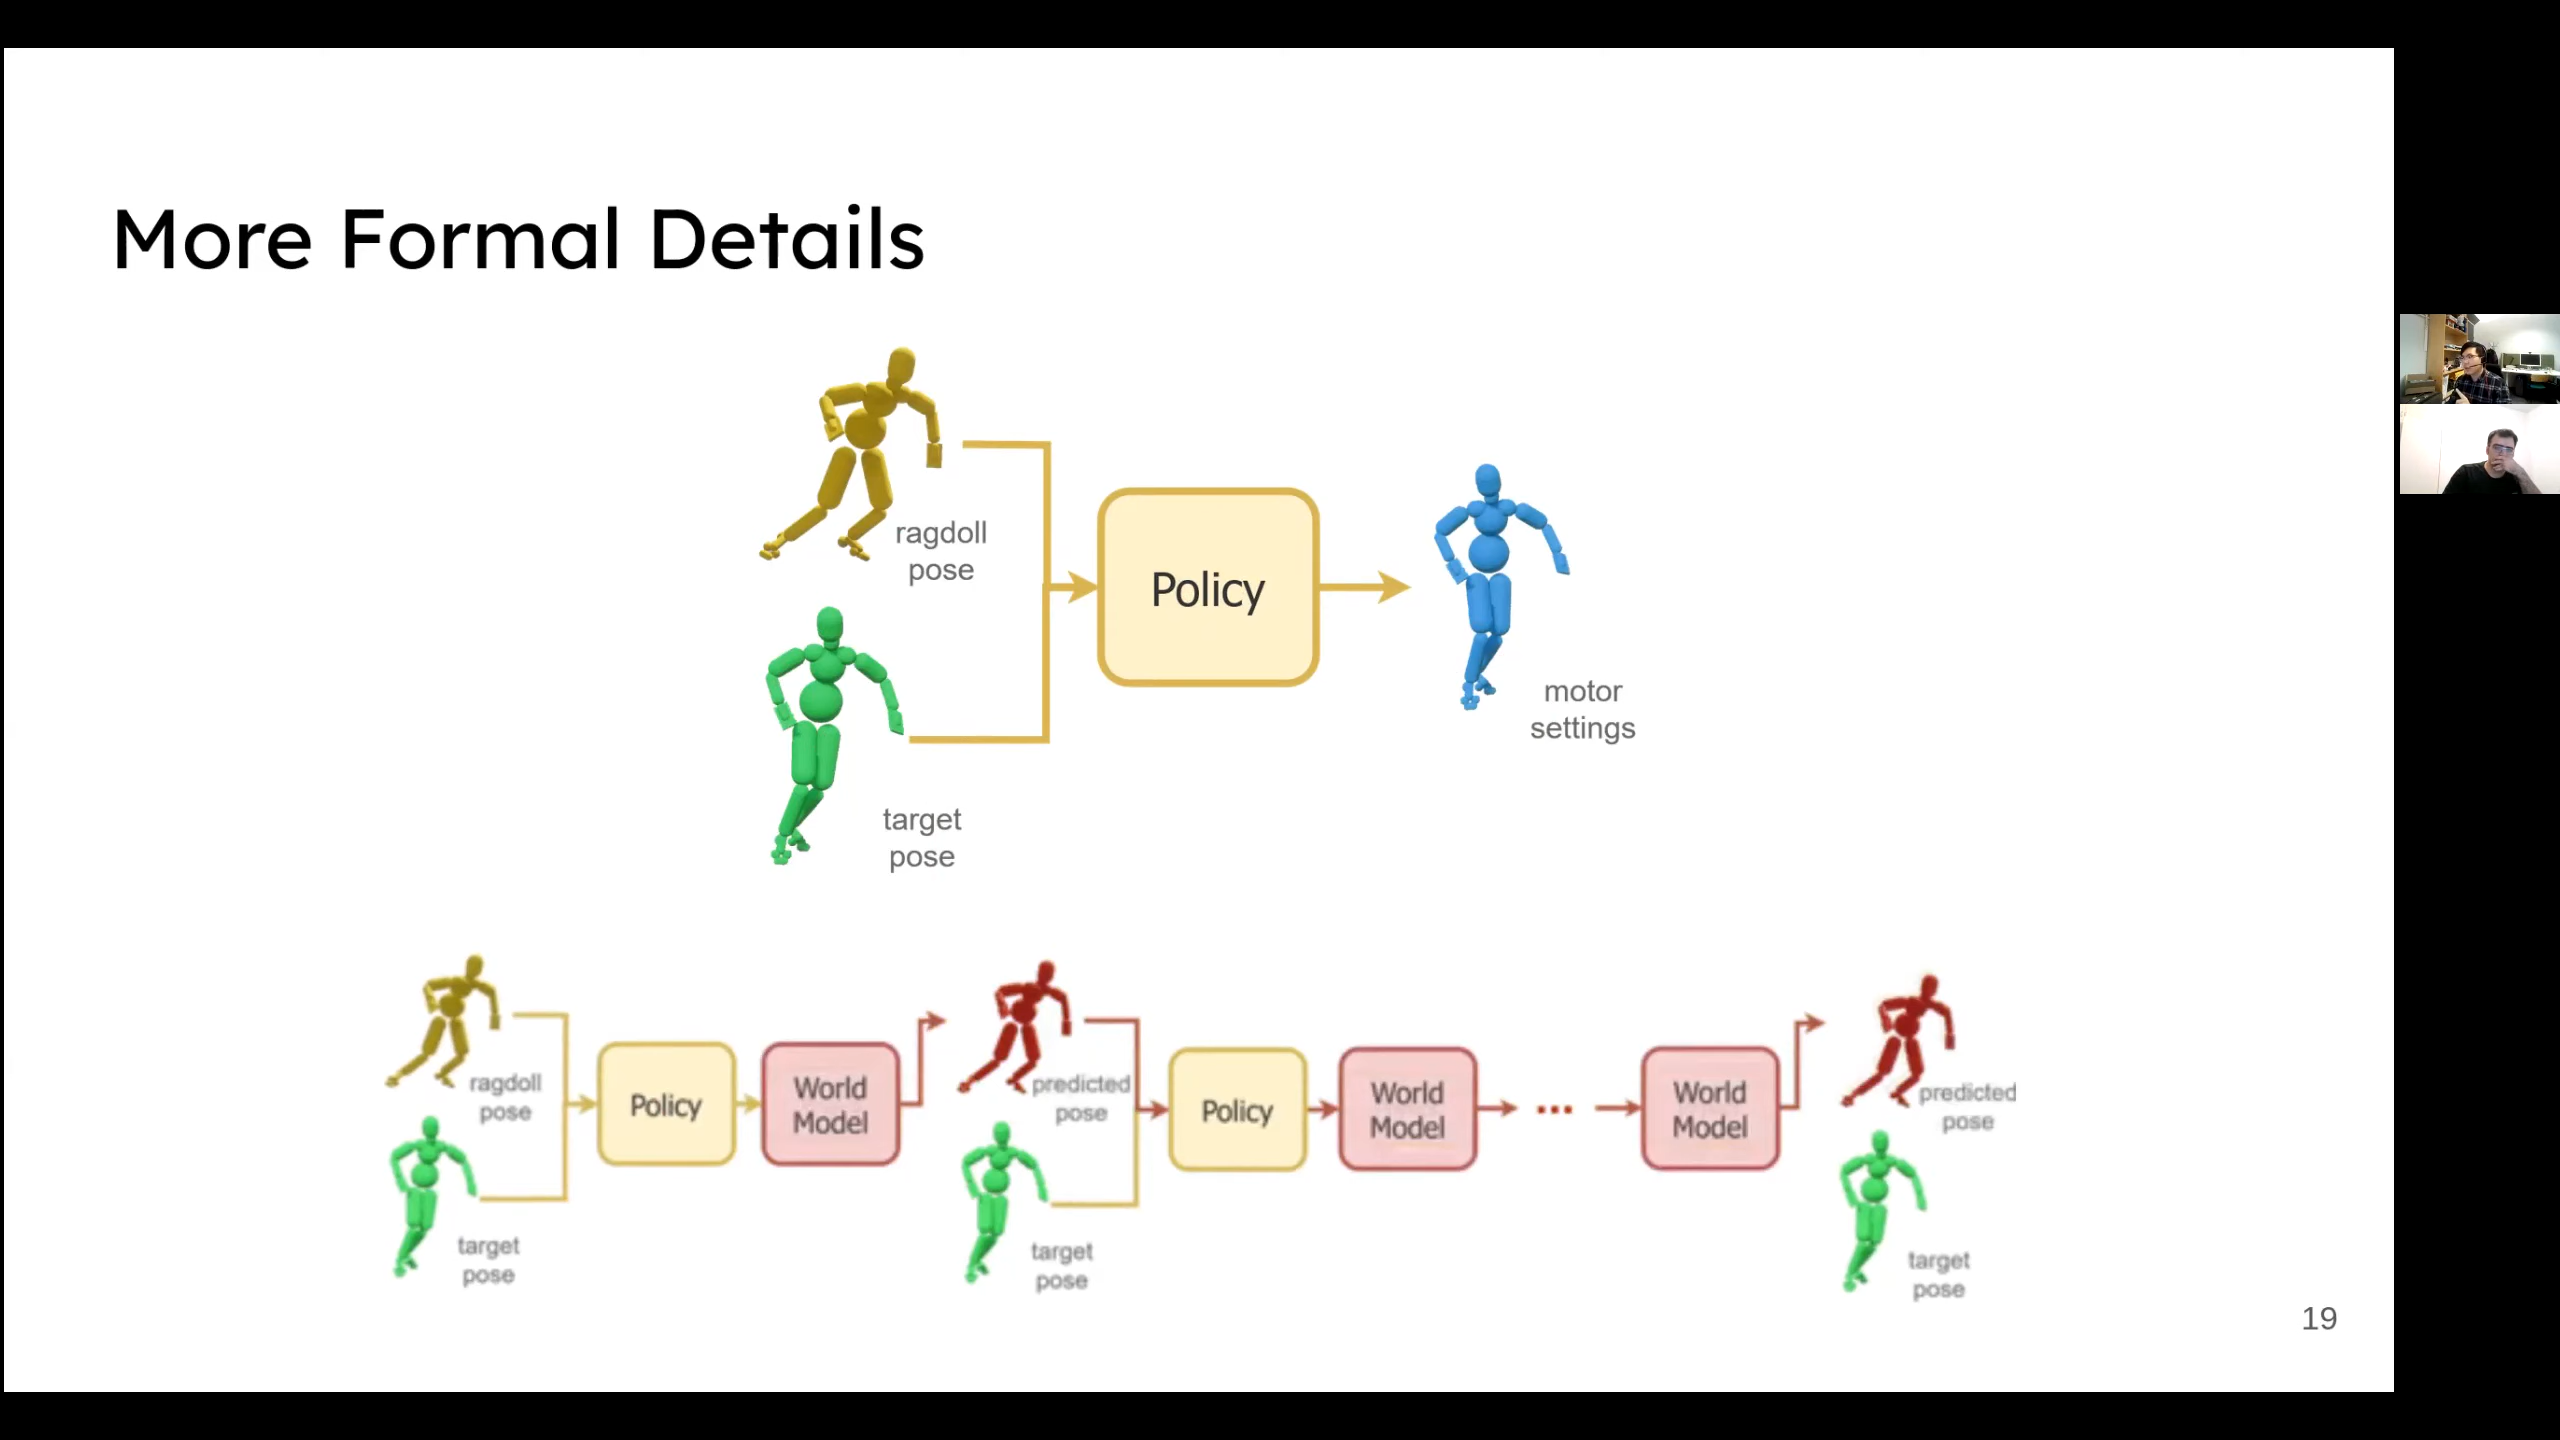 More Formal Details
ragdoll
pose
Policy
motor
settings
target
pose
ragdoll
pose
Policy
World
Model
predicted
pose
Policy
World
Model
...
World
Model
predicted
pose
target
pose
target
pose
target
pose
19